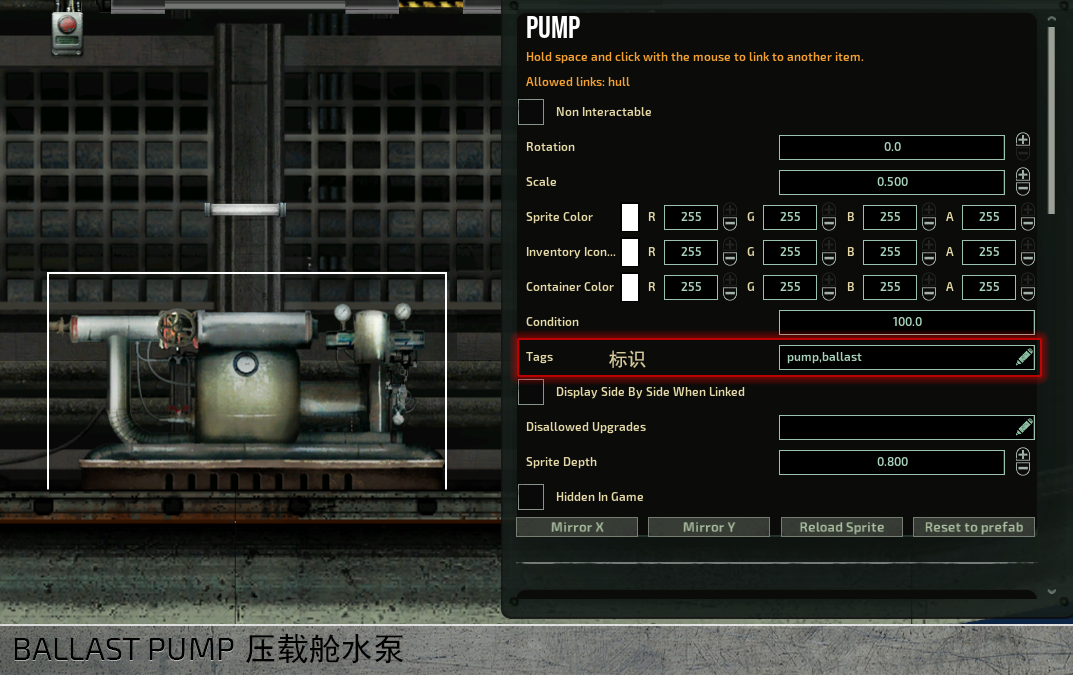 PUMP
Hold space and click with the mouse to link to another item.
Allowed links: hull
Non Interactable
Rotation 0.0
Scale 0.500
Sprite Color R 255 G 255 B 255 A 255
Inventory Icon... R 255 G 255 B 255 A 255
Container Color R 255 G 255 B 255 A 255
Condition 100.0
Tags 标识 pump,ballast
Display Side By Side When Linked
Disallowed Upgrades
Sprite Depth 0.800
Hidden In Game
Mirror X Mirror Y Reload Sprite Reset to prefab
BALLAST PUMP 压载舱水泵